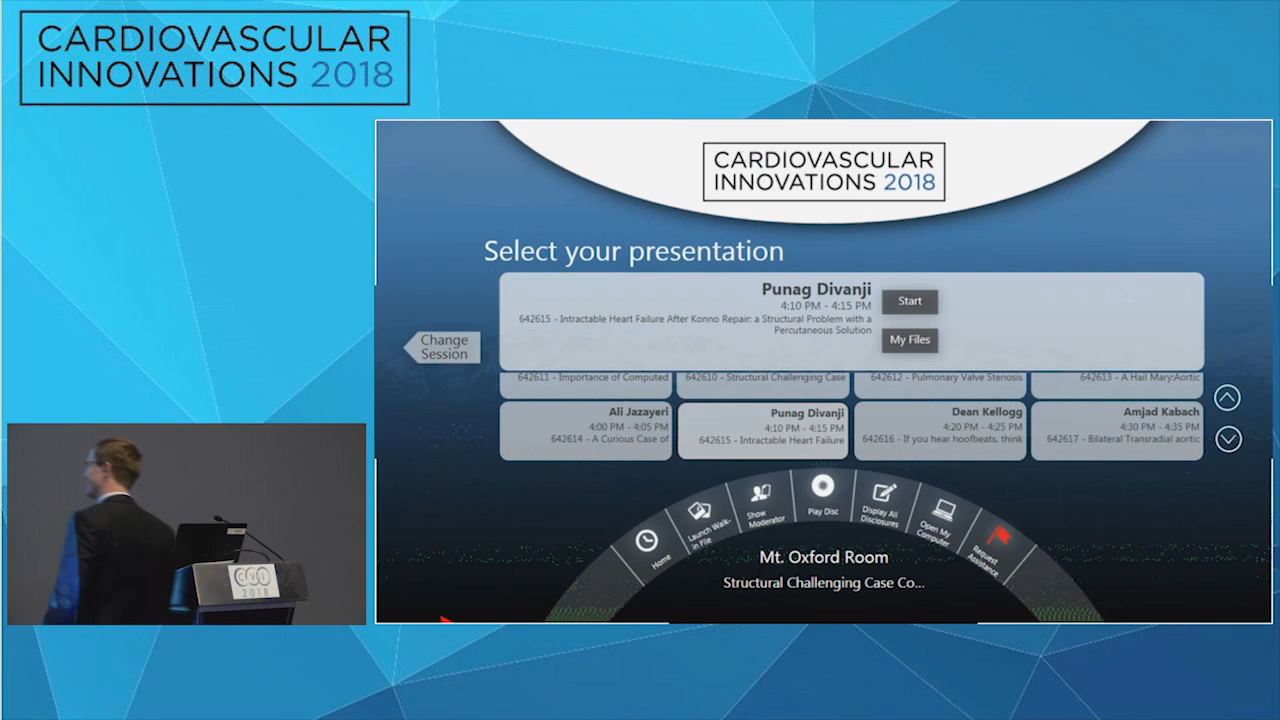 CARDIOVASCULAR
INNOVATIONS 2018
CARDIOVASCULAR
INNOVATIONS 2018
Select your presentation
Punag Divanji
4:10 PM - 4:15 PM
642615 - Intractable Heart Failure After Konno Repair: a Structural Problem with a
Percutaneous Solution
Start
My Files
Change
Session
642611 - Importance of Computed
642610 - Structural Challenging Case
642612 - Pulmonary Valve Stenosis
642613 - A Hail Mary:Aortic
Ali Jazayeri
4:00 PM - 4:05 PM
642614 - A Curious Case of
Punag Divanji
4:10 PM - 4:15 PM
642615 - Intractable Heart Failure
Dean Kellogg
4:20 PM - 4:25 PM
642616 - If you hear hoofbeats, think
Amjad Kabach
4:30 PM - 4:35 PM
642617 - Bilateral Transradial aortic
Home
Launch Walk-
in File
Show
Moderator
Play Disc
Display All
Disclosures
Open My
Computer
Request
Assistance
Mt. Oxford Room
Structural Challenging Case Co...
CVI
2018